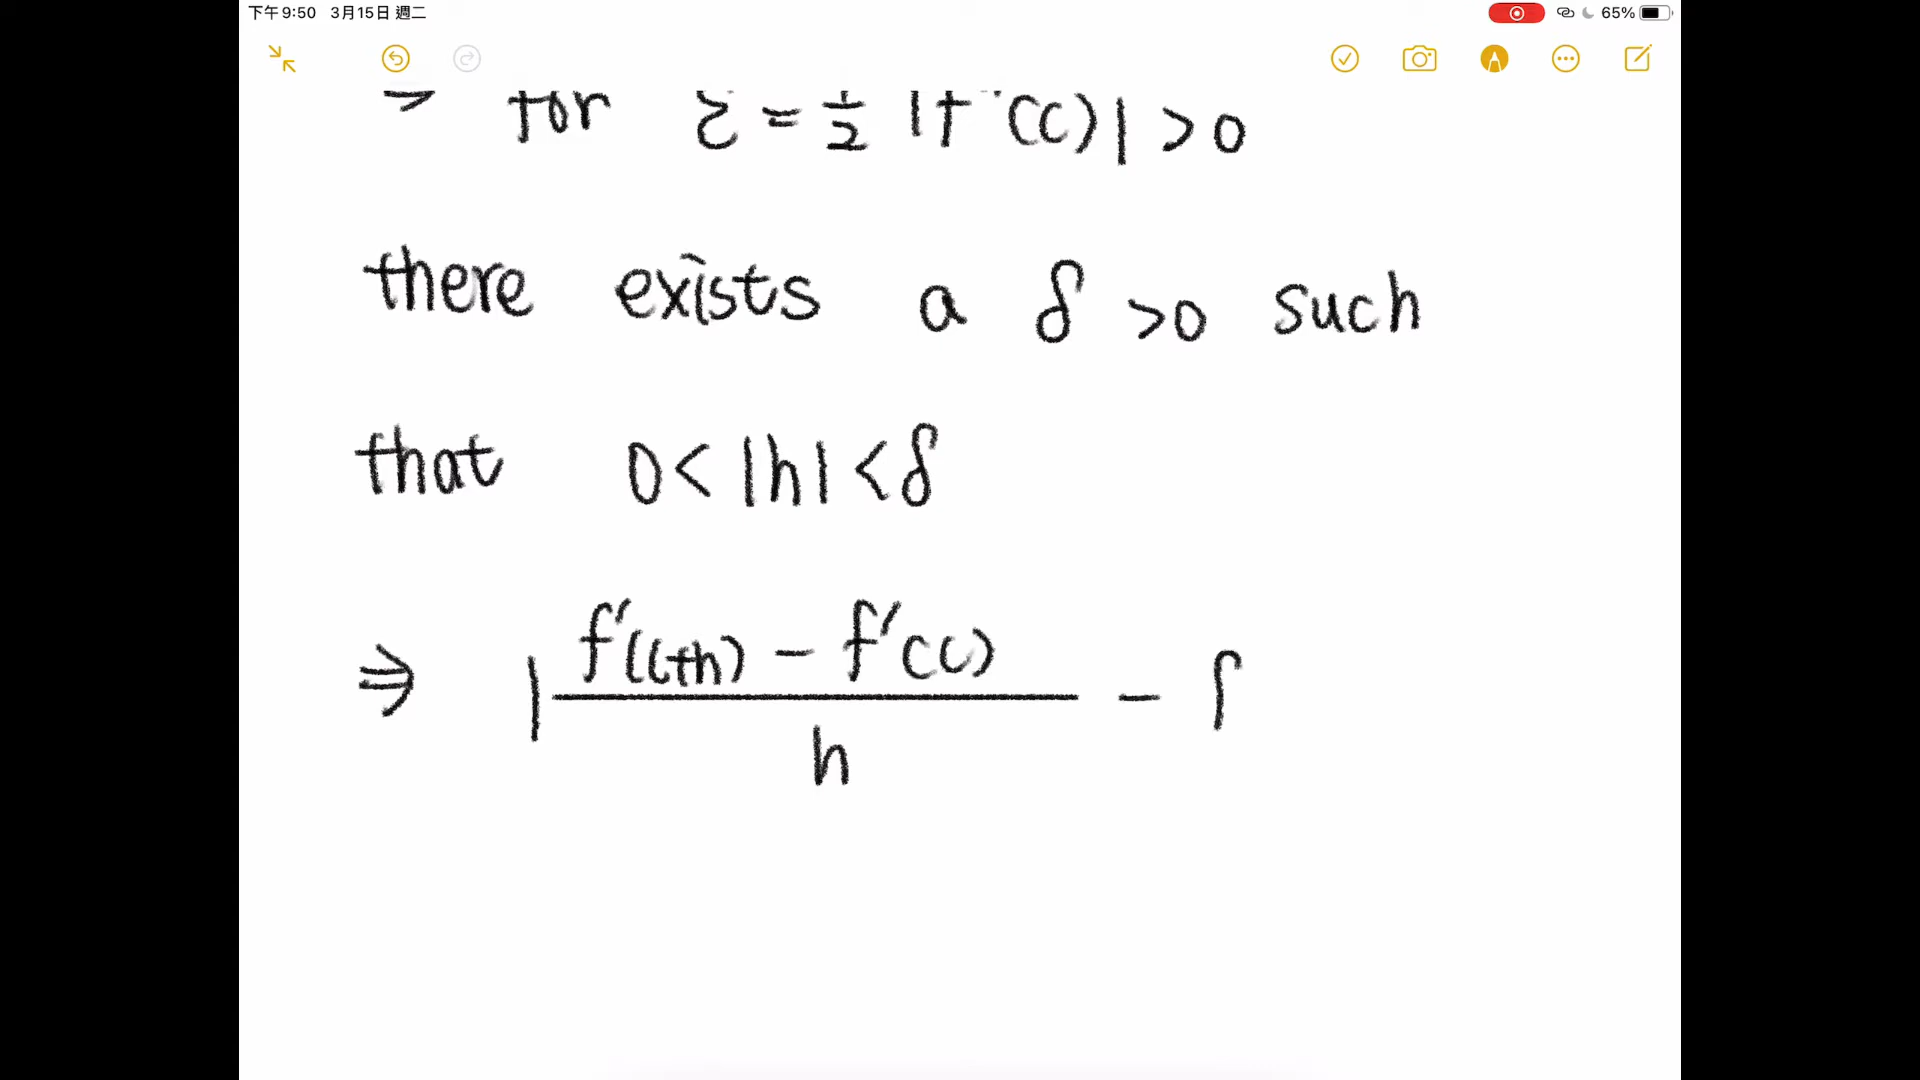 下午9:50 3月15日 週二
65%
⇒ for ε = 1/2 |f''(c)| > 0
there exists a δ > 0 such
that 0 < |h| < δ
⇒ | (f'(c+h) - f'(c)) / h - f